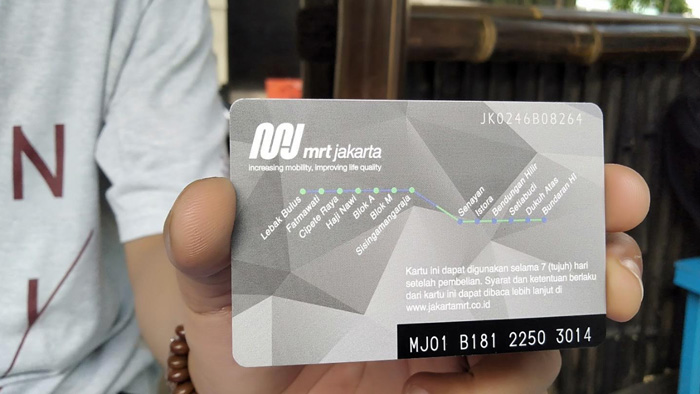 N
JK0246B08264
mrt jakarta
increasing mobility, improving life quality
Lebak Bulus
Fatmawati
Cipete Raya
Haji Nawi
Blok A
Blok M
Sisingamangaraja
Senayan
Istora
Bendungan Hilir
Setiabudi
Dukuh Atas
Bundaran HI
Kartu ini dapat digunakan selama 7 (tujuh) hari
setelah pembelian. Syarat dan ketentuan berlaku
dari kartu ini dapat dibaca lebih lanjut di
www.jakartamrt.co.id
MJ01 B181 2250 3014